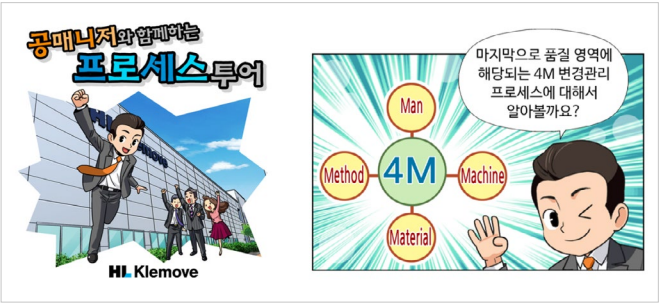 공매니저와 함께하는
프로세스투어
HL Klemove
마지막으로 품질 영역에
해당되는 4M 변경관리
프로세스에 대해서
알아볼까요?
Man
Method
4M
Machine
Material